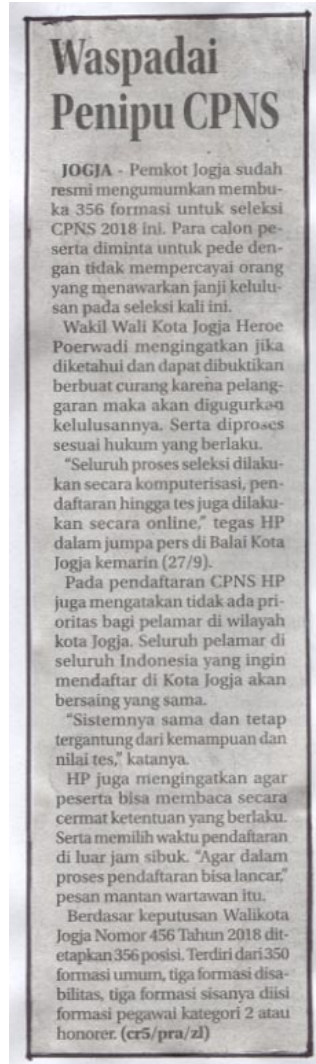 Waspadai
Penipu CPNS
JOGJA - Pemkot Jogja sudah
resmi mengumumkan membu-
ka 356 formasi untuk seleksi
CPNS 2018 ini. Para calon pe-
serta diminta untuk pede den-
gan tidak mempercayai orang
yang menawarkan janji kelulu-
san pada seleksi kali ini.
Wakil Wali Kota Jogja Heroe
Poerwadi mengingatkan jika
diketahui dan dapat dibuktikan
berbuat curang karena pelang-
garan maka akan digugurkan
kelulusannya. Serta diproses
sesuai hukum yang berlaku.
"Seluruh proses seleksi dilaku-
kan secara komputerisasi, pen-
daftaran hingga tes juga dilaku-
kan secara online," tegas HP
dalam jumpa pers di Balai Kota
Jogja kemarin (27/9).
Pada pendaftaran CPNS HP
juga mengatakan tidak ada pri-
oritas bagi pelamar di wilayah
kota Jogja. Seluruh pelamar di
seluruh Indonesia yang ingin
mendaftar di Kota Jogja akan
bersaing yang sama.
"Sistemnya sama dan tetap
tergantung dari kemampuan dan
nilai tes," katanya.
HP juga mengingatkan agar
peserta bisa membaca secara
cermat ketentuan yang berlaku.
Serta memilih waktu pendaftaran
di luar jam sibuk. "Agar dalam
proses pendaftaran bisa lancar,"
pesan mantan wartawan itu.
Berdasar keputusan Walikota
Jogja Nomor 456 Tahun 2018 dit-
etapkan 356 posisi. Terdiri dari 350
formasi umum, tiga formasi disa-
bilitas, tiga formasi sisanya diisi
formasi pegawai kategori 2 atau
honorer. (cr5/pra/zl)